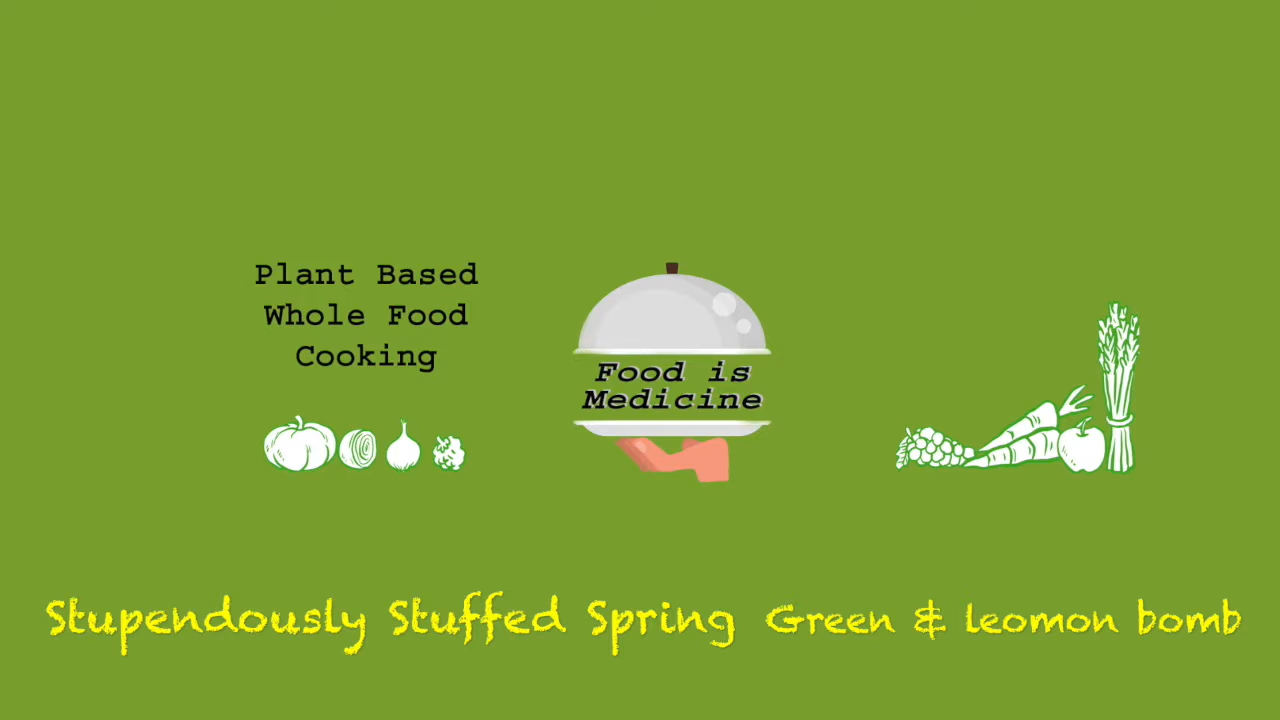 Plant Based
Whole Food
Cooking
Food is
Medicine
Stupendously Stuffed Spring Green & leomon bomb